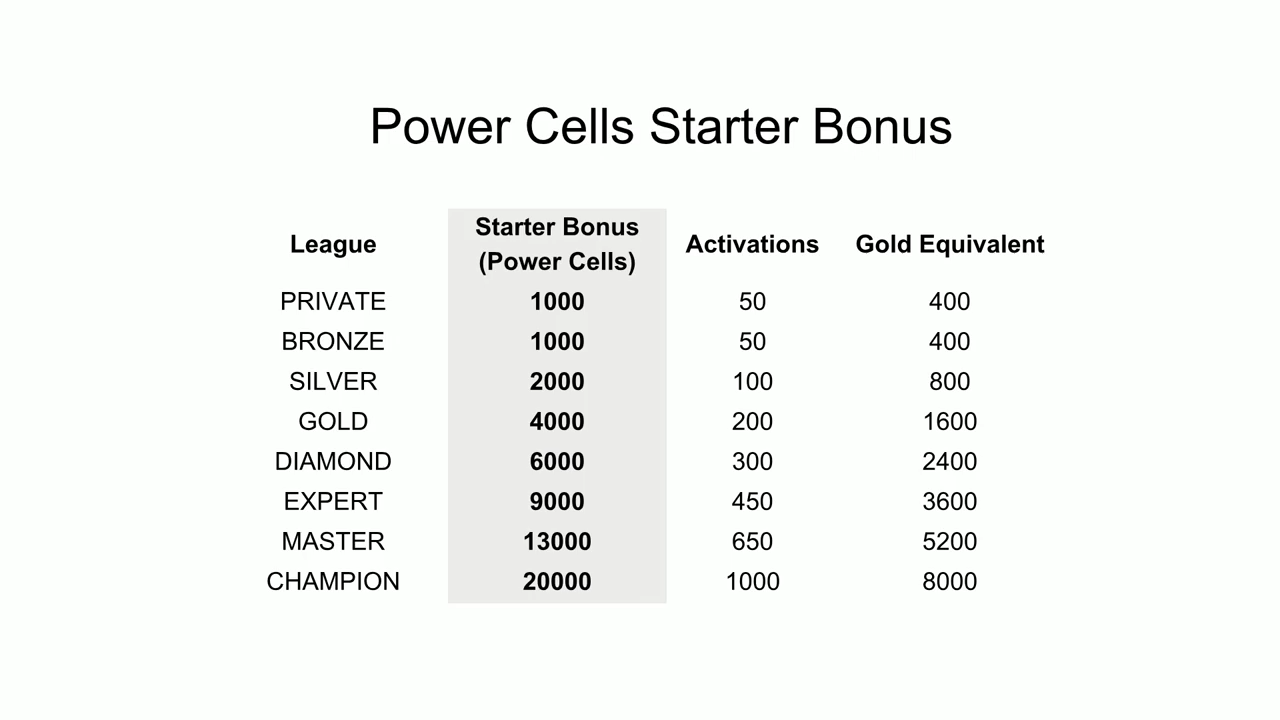 Power Cells Starter Bonus
League Starter Bonus (Power Cells) Activations Gold Equivalent
PRIVATE 1000 50 400
BRONZE 1000 50 400
SILVER 2000 100 800
GOLD 4000 200 1600
DIAMOND 6000 300 2400
EXPERT 9000 450 3600
MASTER 13000 650 5200
CHAMPION 20000 1000 8000